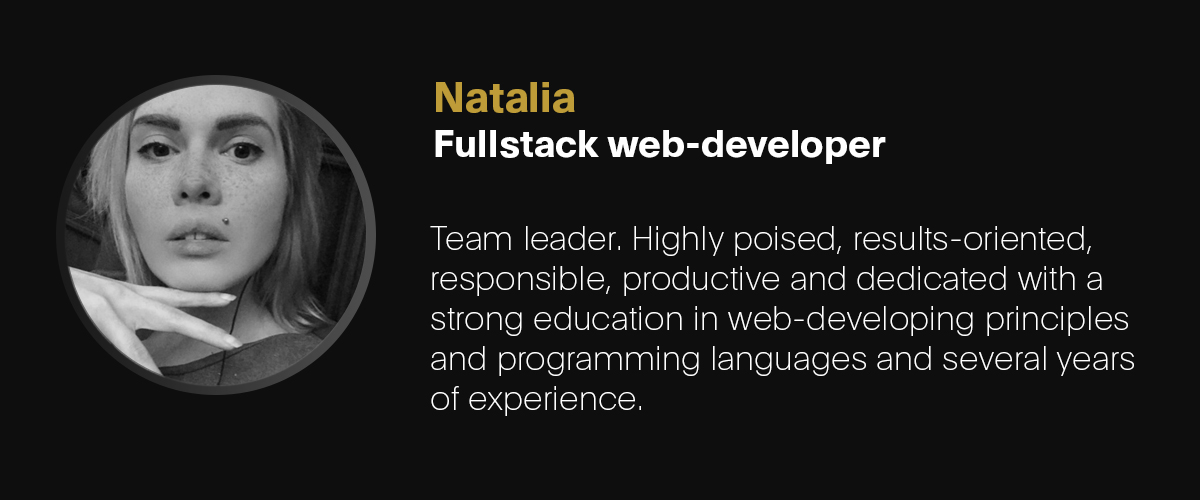 Natalia
Fullstack web-developer
Team leader. Highly poised, results-oriented,
responsible, productive and dedicated with a
strong education in web-developing principles
and programming languages and several years
of experience.